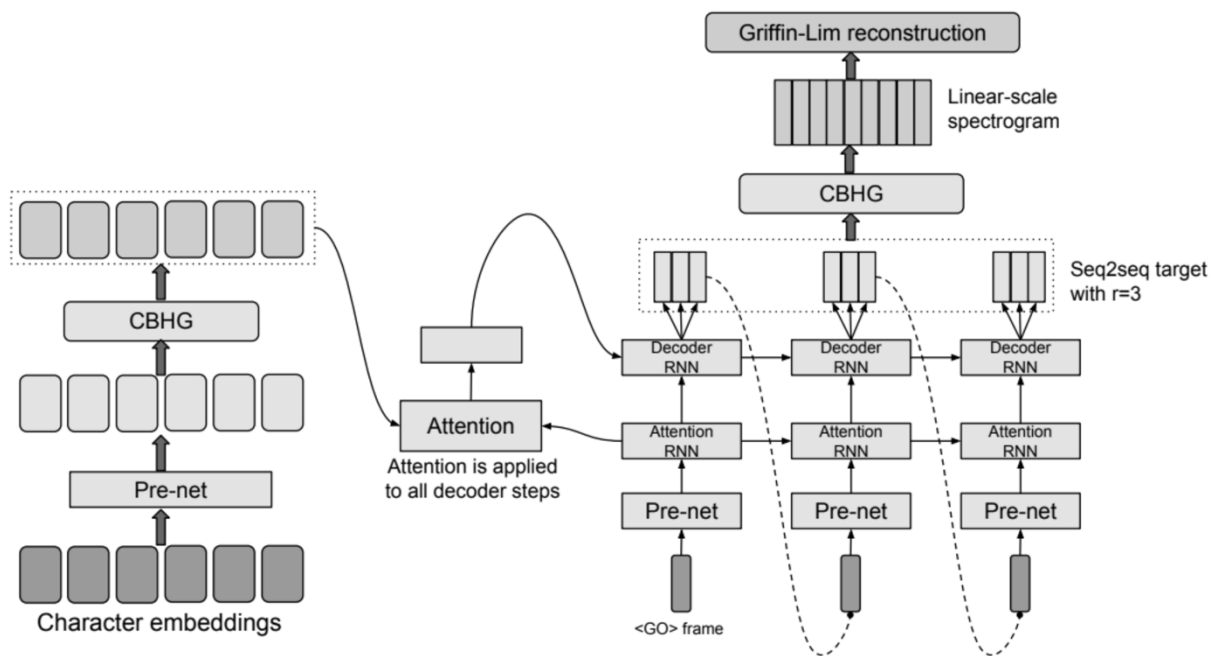 Griffin-Lim reconstruction
Linear-scale
spectrogram
CBHG
Seq2seq target
with r=3
CBHG
Decoder
RNN
Decoder
RNN
Decoder
RNN
Attention
Attention is applied
to all decoder steps
Attention
RNN
Attention
RNN
Attention
RNN
Pre-net
Pre-net
Pre-net
Pre-net
Character embeddings
<GO> frame